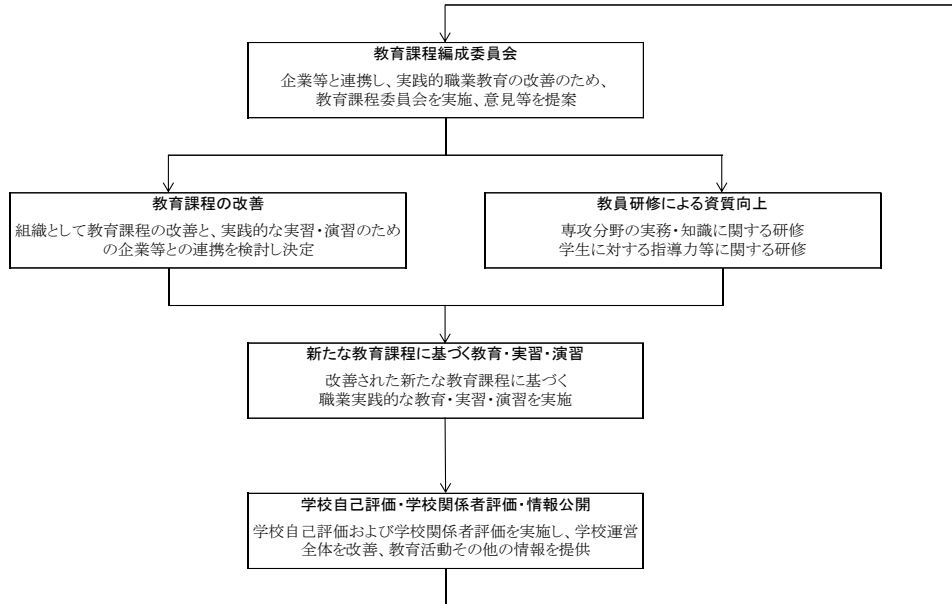 教育課程編成委員会
企業等と連携し、実践的職業教育の改善のため、
教育課程委員会を実施、意見等を提案
教育課程の改善
組織として教育課程の改善と、実践的な実習・演習のため
の企業等との連携を検討し決定
教員研修による資質向上
専攻分野の実務・知識に関する研修
学生に対する指導力等に関する研修
新たな教育課程に基づく教育・実習・演習
改善された新たな教育課程に基づく
職業実践的な教育・実習・演習を実施
学校自己評価・学校関係者評価・情報公開
学校自己評価および学校関係者評価を実施し、学校運営
全体を改善、教育活動その他の情報を提供